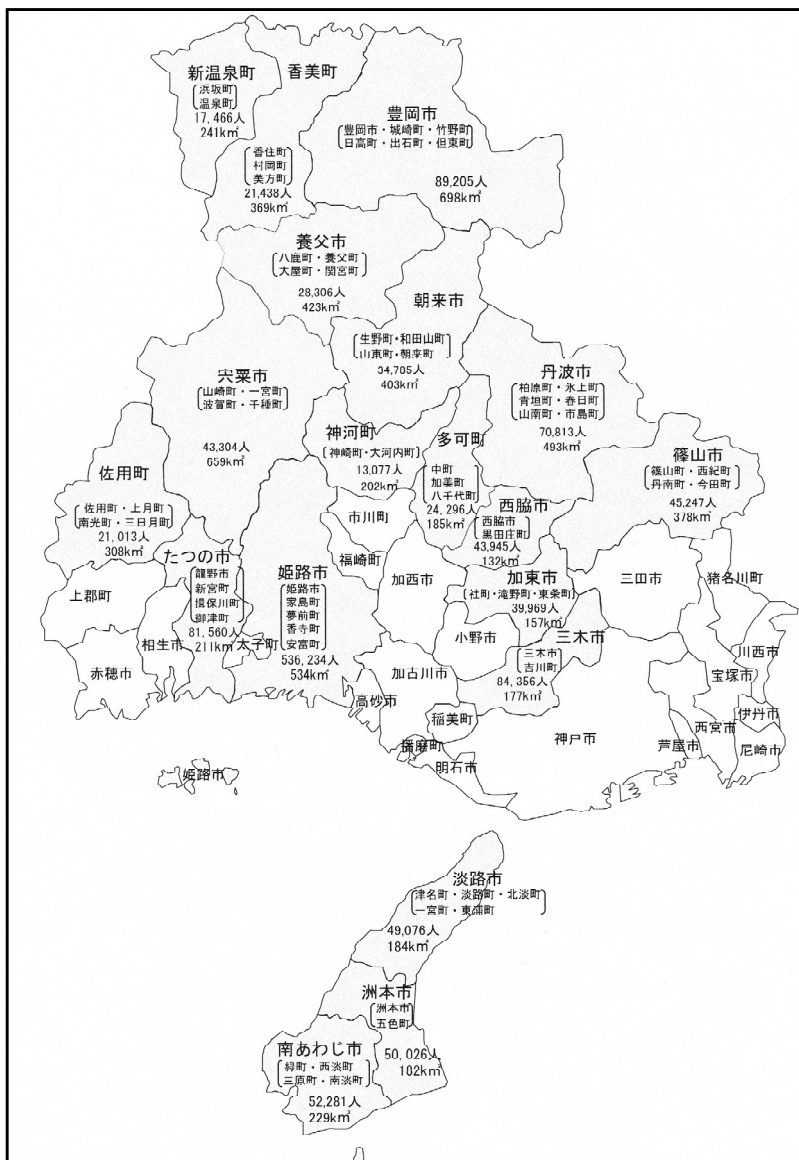 新温泉町
浜坂町
温泉町
17,466人
241k㎡
香美町
香住町
村岡町
美方町
21,438人
369k㎡
豊岡市
豊岡市・城崎町・竹野町
日高町・出石町・但東町
89,205人
698k㎡
養父市
八鹿町・養父町
大屋町・関宮町
28,306人
423k㎡
朝来市
生野町・和田山町
山東町・朝来町
34,705人
403k㎡
宍粟市
山崎町・一宮町
波賀町・千種町
43,304人
659k㎡
丹波市
柏原町・氷上町
青垣町・春日町
山南町・市島町
70,813人
493k㎡
神河町
神崎町・大河内町
13,077人
202k㎡
多可町
中町
加美町
八千代町
24,296人
185k㎡
篠山市
篠山町・西紀町
丹南町・今田町
45,247人
378k㎡
佐用町
佐用町・上月町
南光町・三日月町
21,013人
308k㎡
西脇市
西脇市
黒田庄町
43,945人
132k㎡
市川町
福崎町
たつの市
龍野市
新宮町
揖保川町
御津町
81,560人
211k㎡
姫路市
姫路市
家島町
夢前町
香寺町
安富町
536,234人
534k㎡
加西市
加東市
社町・滝野町・東条町
39,969人
157k㎡
三田市
猪名川町
上郡町
相生市
赤穂市
太子町
小野市
三木市
三木市
吉川町
84,356人
177k㎡
加古川市
高砂市
稲美町
播磨町
明石市
神戸市
川西市
宝塚市
伊丹市
西宮市
芦屋市
尼崎市
姫路市
淡路市
津名町・淡路町・北淡町
一宮町・東浦町
49,076人
184k㎡
洲本市
洲本市
五色町
50,026人
182k㎡
南あわじ市
緑町・西淡町
三原町・南淡町
52,281人
229k㎡